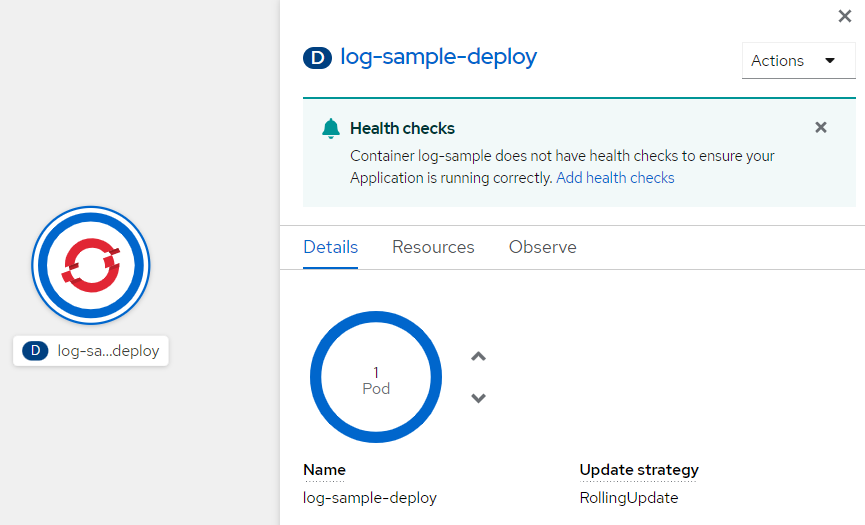 D log-sample-deploy
Actions
Health checks
Container log-sample does not have health checks to ensure your
Application is running correctly. Add health checks
Details Resources Observe
D log-sa...deploy
1
Pod
Name
log-sample-deploy
Update strategy
RollingUpdate